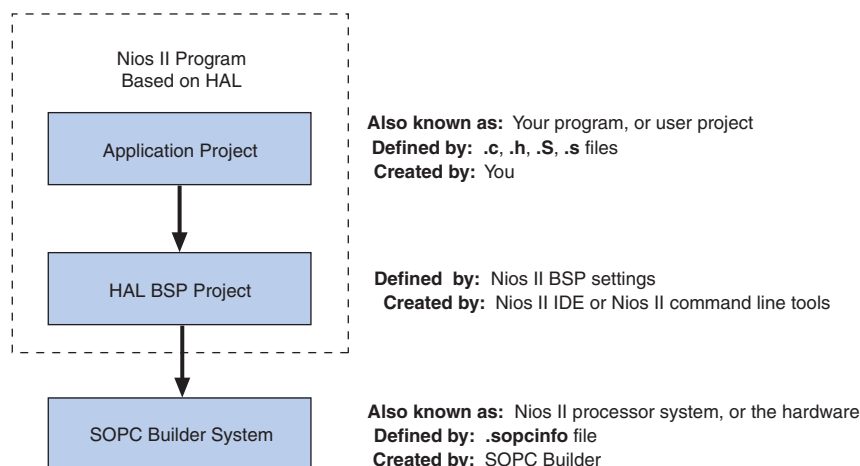 Nios II Program
Based on HAL
Application Project
Also known as: Your program, or user project
Defined by: .c, .h, .S, .s files
Created by: You
HAL BSP Project
Defined by: Nios II BSP settings
Created by: Nios II IDE or Nios II command line tools
SOPC Builder System
Also known as: Nios II processor system, or the hardware
Defined by: .sopcinfo file
Created by: SOPC Builder